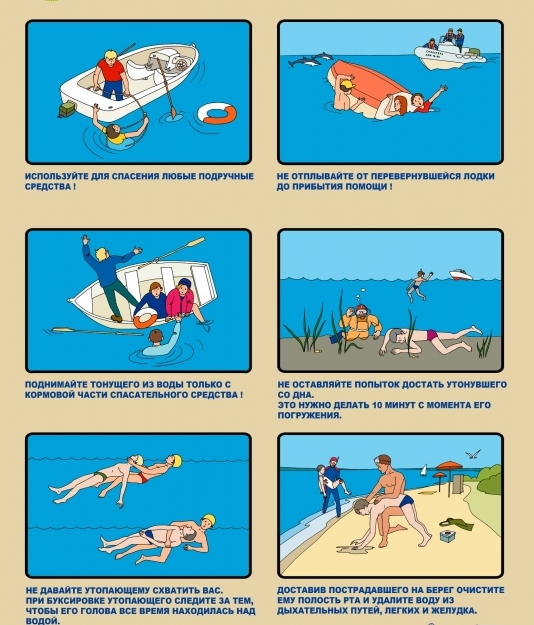 ИСПОЛЬЗУЙТЕ ДЛЯ СПАСЕНИЯ ЛЮБЫЕ ПОДРУЧНЫЕ
СРЕДСТВА !
НЕ ОТПЛЫВАЙТЕ ОТ ПЕРЕВЕРНУВШЕЙСЯ ЛОДКИ
ДО ПРИБЫТИЯ ПОМОЩИ !
ПОДНИМАЙТЕ ТОНУЩЕГО ИЗ ВОДЫ ТОЛЬКО С
КОРМОВОЙ ЧАСТИ СПАСАТЕЛЬНОГО СРЕДСТВА !
НЕ ОСТАВЛЯЙТЕ ПОПЫТОК ДОСТАТЬ УТОНУВШЕГО
СО ДНА.
ЭТО НУЖНО ДЕЛАТЬ 10 МИНУТ С МОМЕНТА ЕГО
ПОГРУЖЕНИЯ.
НЕ ДАВАЙТЕ УТОПАЮЩЕМУ СХВАТИТЬ ВАС.
ПРИ БУКСИРОВКЕ УТОПАЮЩЕГО СЛЕДИТЕ ЗА ТЕМ,
ЧТОБЫ ЕГО ГОЛОВА ВСЕ ВРЕМЯ НАХОДИЛАСЬ НАД
ВОДОЙ.
ДОСТАВИВ ПОСТРАДАВШЕГО НА БЕРЕГ ОЧИСТИТЕ
ЕМУ ПОЛОСТЬ РТА И УДАЛИТЕ ВОДУ ИЗ
ДЫХАТЕЛЬНЫХ ПУТЕЙ, ЛЕГКИХ И ЖЕЛУДКА.